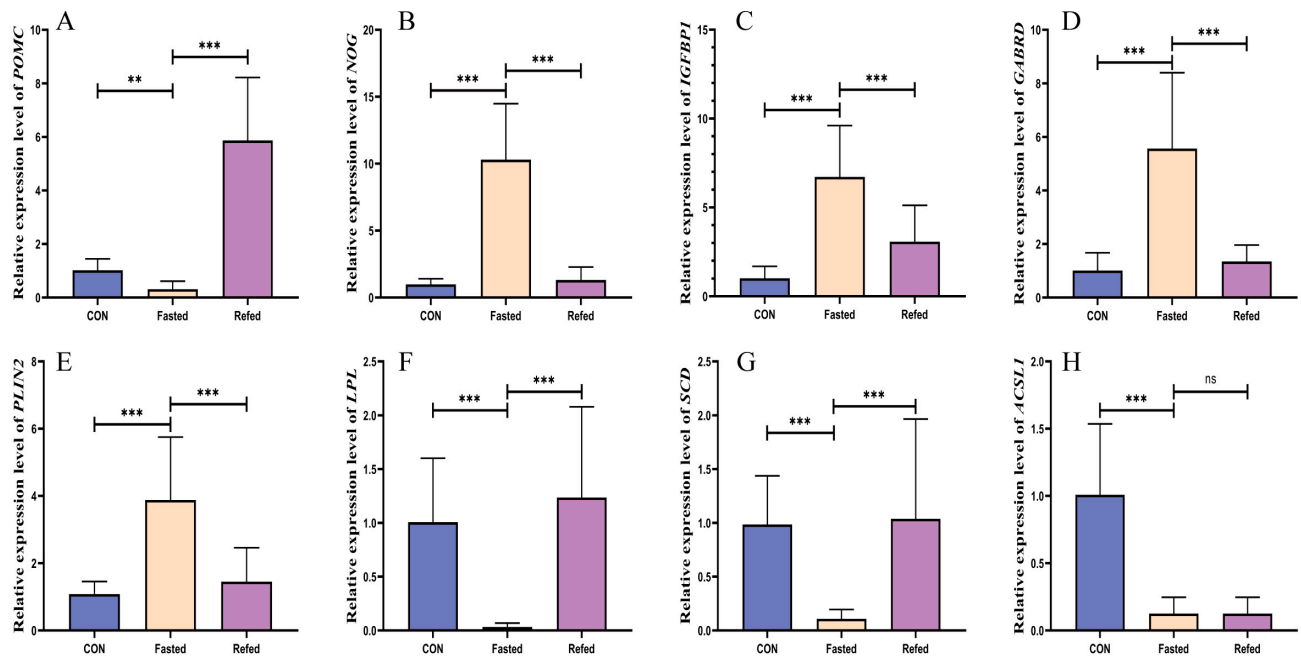 A
Relative expression level of POMC
10
8
6
4
2
0
**
***
CON Fasted Refed
B
Relative expression level of NOG
20
15
10
5
0
***
***
CON Fasted Refed
C
Relative expression level of IGFBP1
15
10
5
0
***
***
CON Fasted Refed
D
Relative expression level of GABRD
10
8
6
4
2
0
***
***
CON Fasted Refed
E
Relative expression level of PLIN2
8
6
4
2
0
***
***
CON Fasted Refed
F
Relative expression level of LPL
2.5
2.0
1.5
1.0
0.5
0.0
***
***
CON Fasted Refed
G
Relative expression level of SCD
2.5
2.0
1.5
1.0
0.5
0.0
***
***
CON Fasted Refed
H
Relative expression level of ACSL1
2.0
1.5
1.0
0.5
0.0
***
ns
CON Fasted Refed